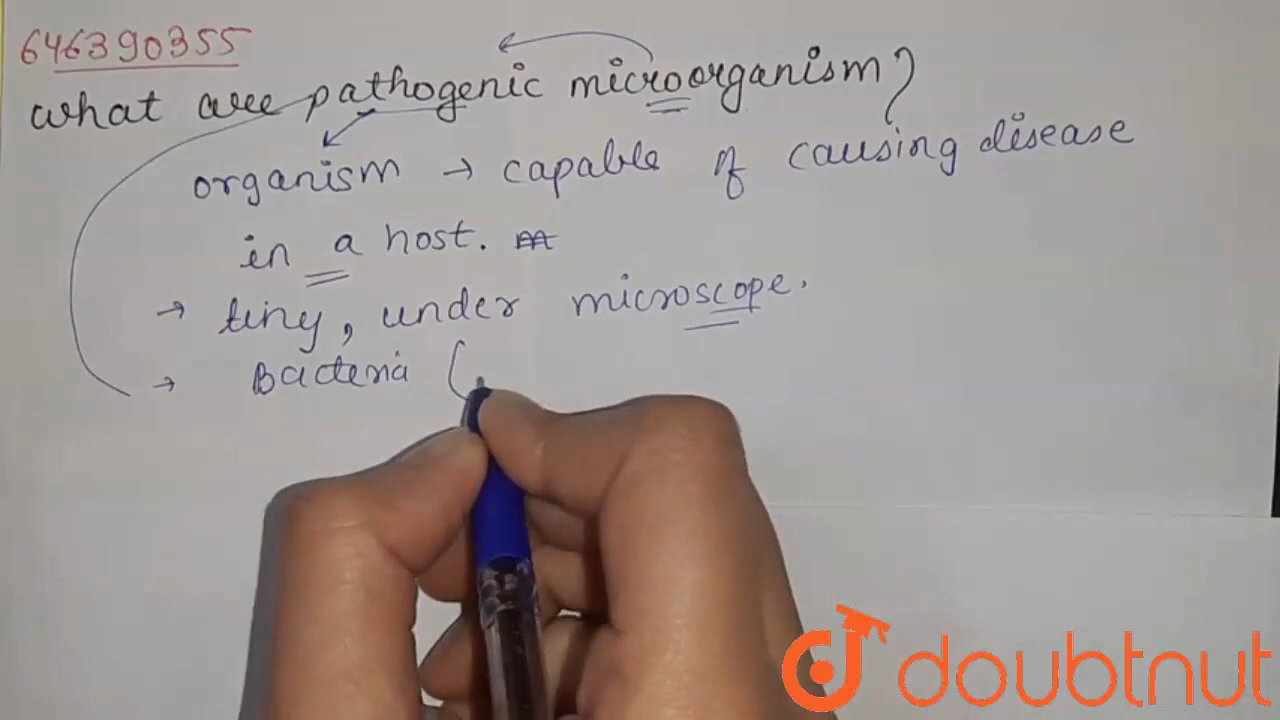 646390355
What are pathogenic microorganism?
organism → capable of causing disease
in a host.
→ tiny, under microscope.
→ Bacteria (
doubtnut